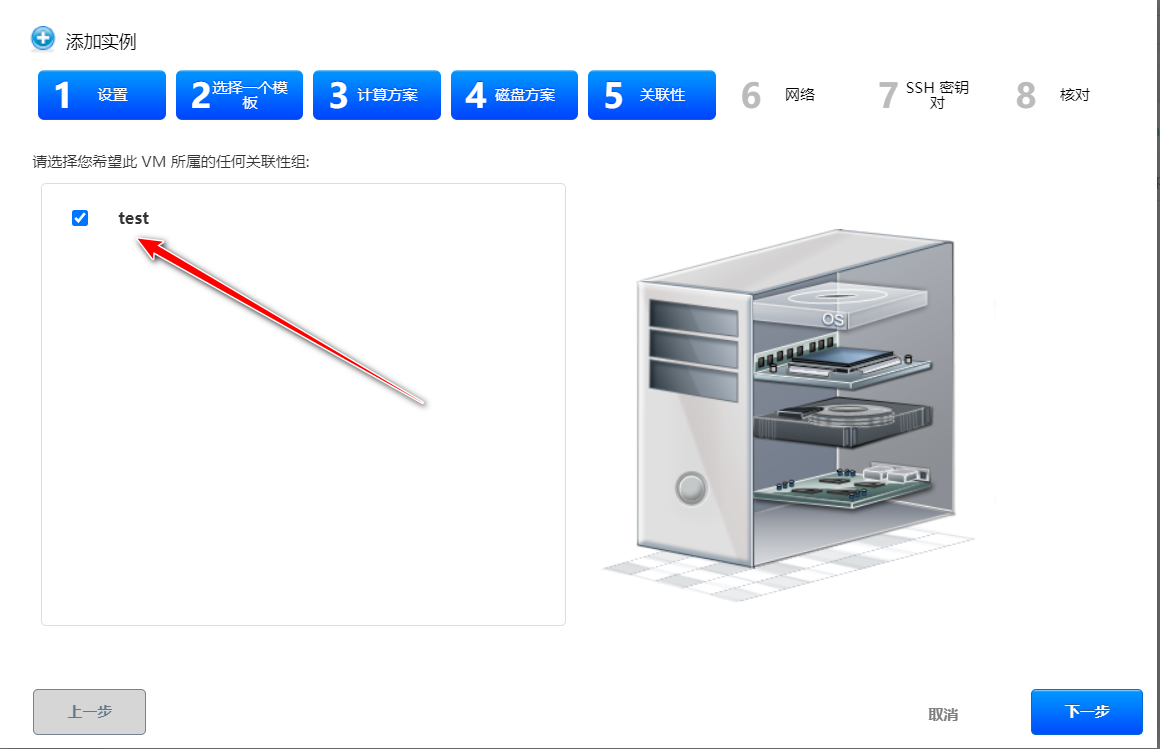 添加实例
1 设置
2 选择一个模
板
3 计算方案
4 磁盘方案
5 关联性
6 网络
7 SSH 密钥
对
8 核对
请选择您希望此 VM 所属的任何关联性组:
test
OS
上一步
取消
下一步